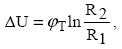 ΔU = φ_T ln R_2/R_1,